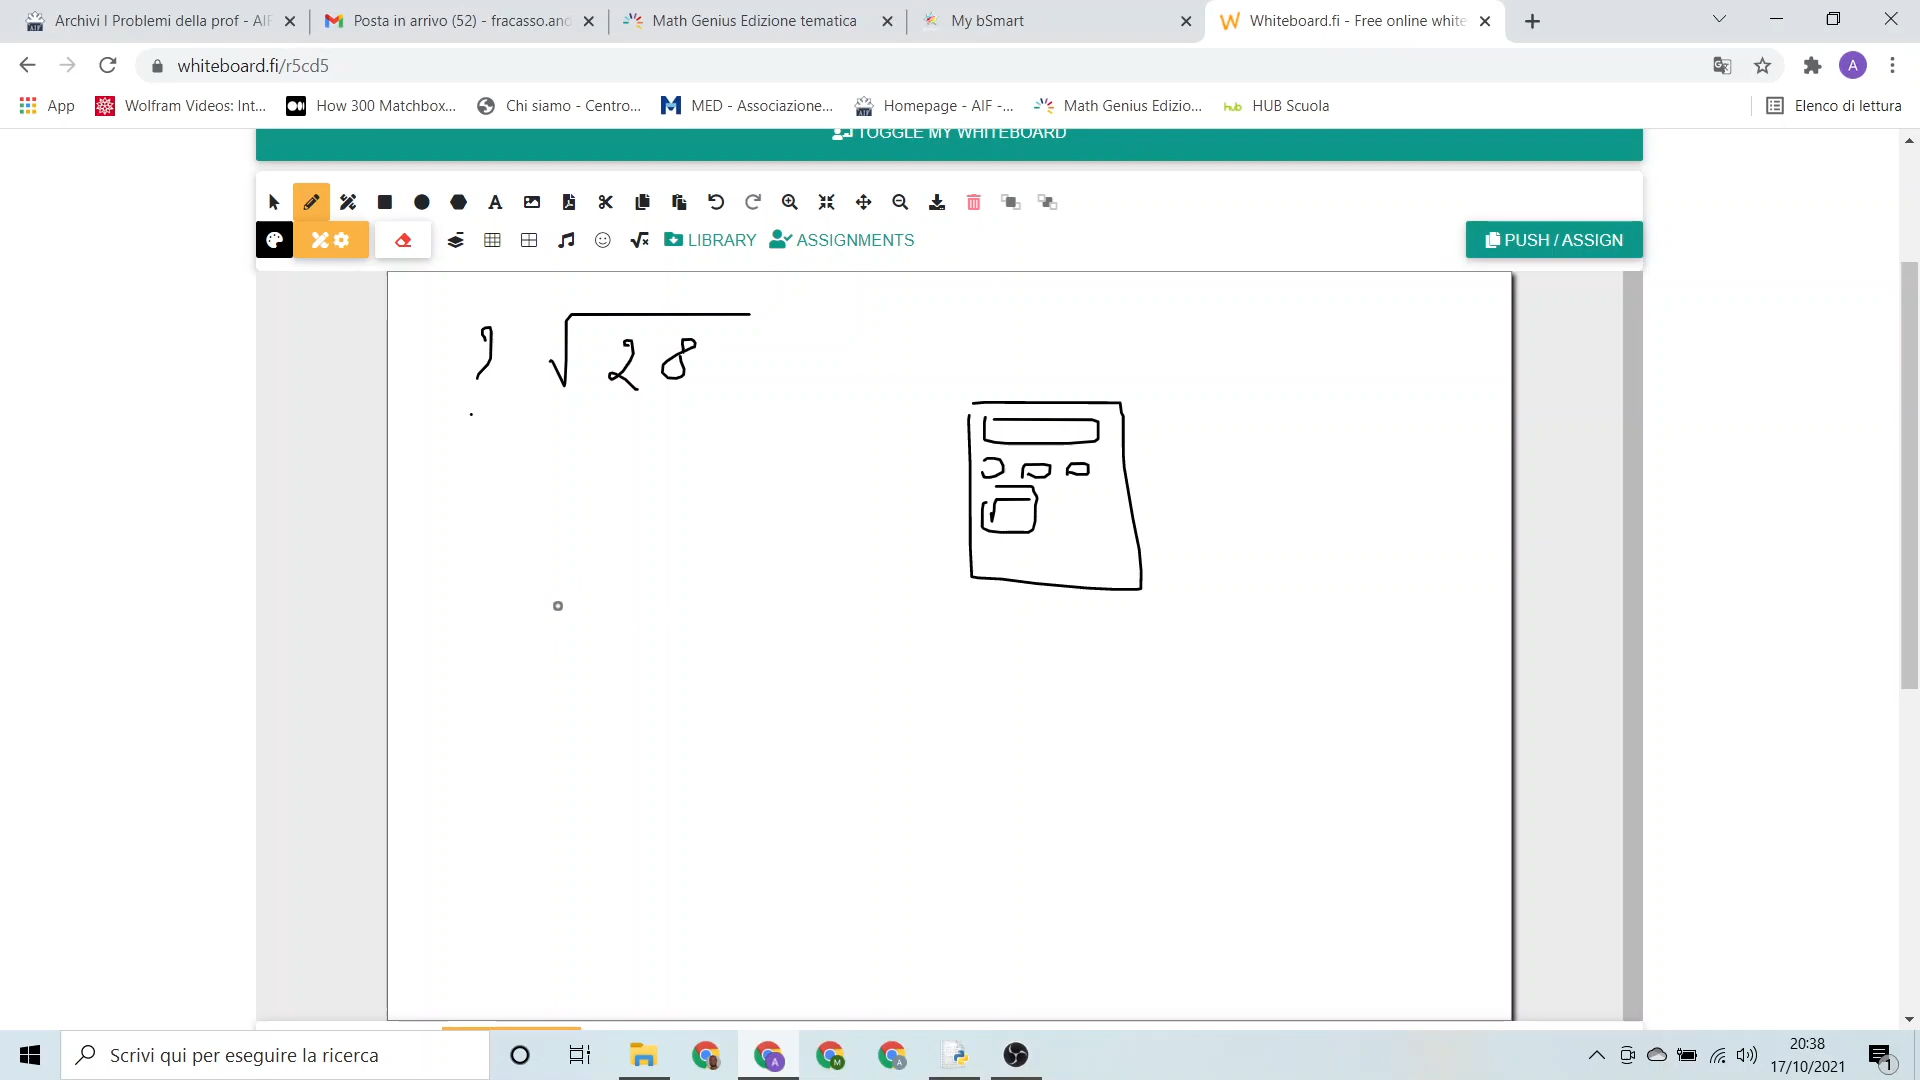 Archivi I Problemi della prof - AIF
Posta in arrivo (52) - fracasso.and
Math Genius Edizione tematica
My bSmart
Whiteboard.fi - Free online white
whiteboard.fi/r5cd5
A
App
Wolfram Videos: Int...
How 300 Matchbox...
Chi siamo - Centro...
MED - Associazione...
Homepage - AIF -...
Math Genius Edizio...
HUB Scuola
Elenco di lettura
TOGGLE MY WHITEBOARD
LIBRARY
ASSIGNMENTS
PUSH / ASSIGN
? √28
√
Scrivi qui per eseguire la ricerca
20:38
17/10/2021
1